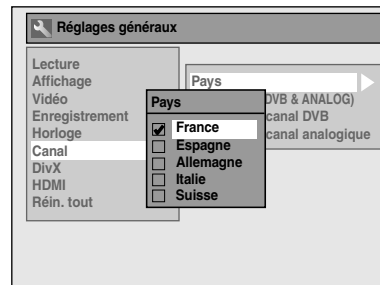 Réglages généraux
Lecture
Affichage
Vidéo
Enregistrement
Horloge
Canal
DivX
HDMI
Réin. tout
Pays
DVB & ANALOG)
canal DVB
canal analogique
Pays
France
Espagne
Allemagne
Italie
Suisse